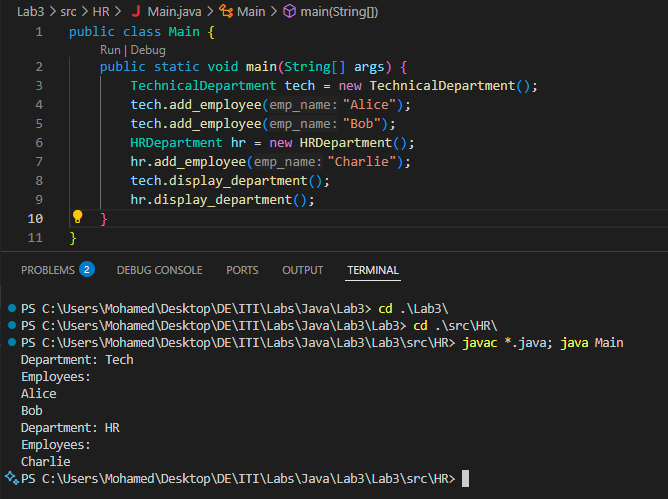 Lab3 > src > HR > J Main.java > Main > main(String[])
1 public class Main {
Run | Debug
2 public static void main(String[] args) {
3 TechnicalDepartment tech = new TechnicalDepartment();
4 tech.add_employee(emp_name: "Alice");
5 tech.add_employee(emp_name: "Bob");
6 HRDepartment hr = new HRDepartment();
7 hr.add_employee(emp_name: "Charlie");
8 tech.display_department();
9 hr.display_department();
10 }
11 }
PROBLEMS 2 DEBUG CONSOLE PORTS OUTPUT TERMINAL
PS C:\Users\Mohamed\Desktop\DE\ITI\Labs\Java\Lab3> cd .\Lab3\
PS C:\Users\Mohamed\Desktop\DE\ITI\Labs\Java\Lab3\Lab3> cd .\src\HR\
PS C:\Users\Mohamed\Desktop\DE\ITI\Labs\Java\Lab3\Lab3\src\HR> javac *.java; java Main
Department: Tech
Employees:
Alice
Bob
Department: HR
Employees:
Charlie
PS C:\Users\Mohamed\Desktop\DE\ITI\Labs\Java\Lab3\Lab3\src\HR>